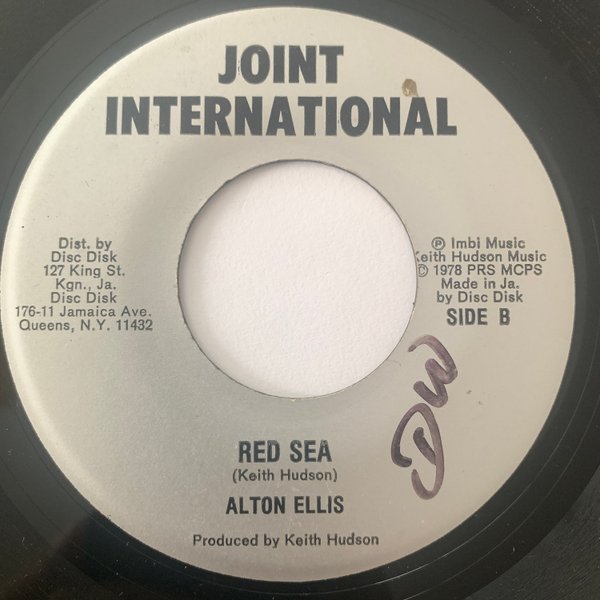 JOINT
INTERNATIONAL
Dist. by
Disc Disk
127 King St.
Kgn., Ja.
Disc Disk
176-11 Jamaica Ave.
Queens, N.Y. 11432
℗ Imbi Music
Keith Hudson Music
© 1978 PRS MCPS
Made in Ja.
by Disc Disk
SIDE B
DW
RED SEA
(Keith Hudson)
ALTON ELLIS
Produced by Keith Hudson